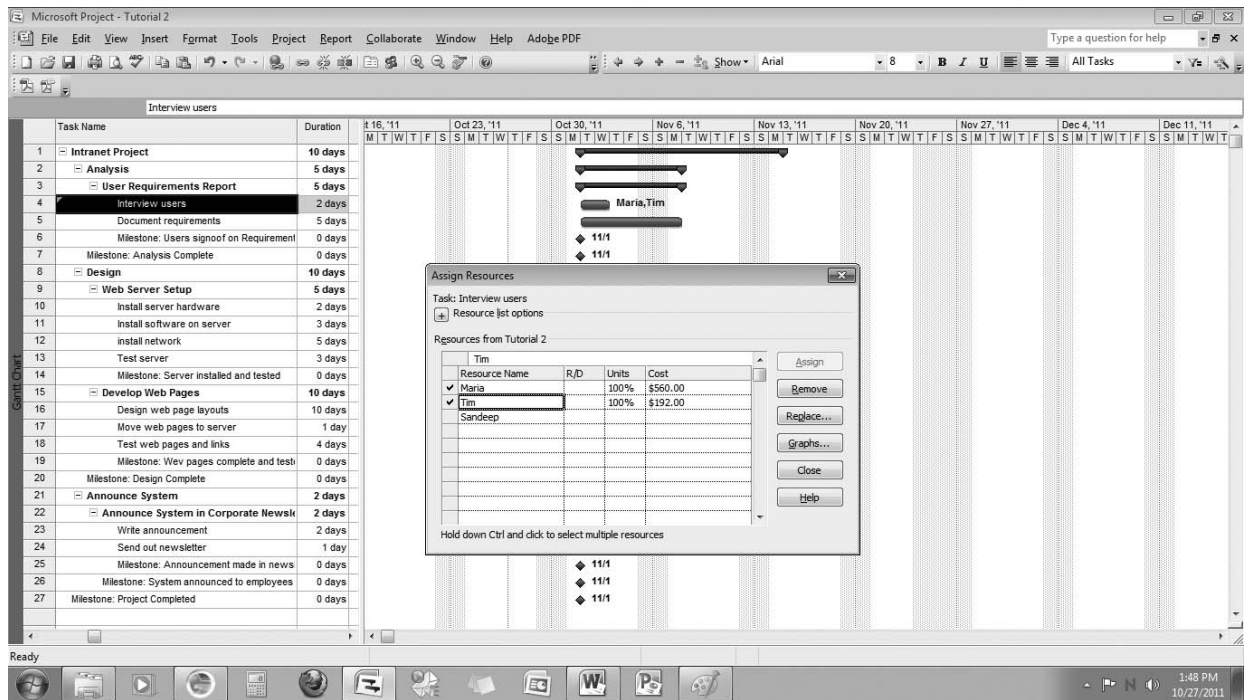 Microsoft Project - Tutorial 2
File Edit View Insert Format Tools Project Report Collaborate Window Help Adobe PDF Type a question for help
Show Arial 8 B I U All Tasks
Interview users
Task Name Duration t 16, '11 Oct 23, '11 Oct 30, '11 Nov 6, '11 Nov 13, '11 Nov 20, '11 Nov 27, '11 Dec 4, '11 Dec 11, '11
M T W T F S S M T W T F S S M T W T F S S M T W T F S S M T W T F S S M T W T F S S M T W T F S S M T W T F S S M T W T
1 Intranet Project 10 days
2 Analysis 5 days
3 User Requirements Report 5 days
4 Interview users 2 days Maria,Tim
5 Document requirements 5 days
6 Milestone: Users signoof on Requirement 0 days 11/1
7 Milestone: Analysis Complete 0 days 11/1
8 Design 10 days
9 Web Server Setup 5 days
10 Install server hardware 2 days
11 Install software on server 3 days
12 install network 5 days
13 Test server 3 days
14 Milestone: Server installed and tested 0 days
15 Develop Web Pages 10 days
16 Design web page layouts 10 days
17 Move web pages to server 1 day
18 Test web pages and links 4 days
19 Milestone: Wev pages complete and test 0 days
20 Milestone: Design Complete 0 days
21 Announce System 2 days
22 Announce System in Corporate Newsle 2 days
23 Write announcement 2 days
24 Send out newsletter 1 day
25 Milestone: Announcement made in news 0 days 11/1
26 Milestone: System announced to employees 0 days 11/1
27 Milestone: Project Completed 0 days 11/1
Gantt Chart
Assign Resources
Task: Interview users
+ Resource list options
Resources from Tutorial 2
Tim
Resource Name R/D Units Cost
Maria 100% $560.00
Tim 100% $192.00
Sandeep
Assign
Remove
Replace...
Graphs...
Close
Help
Hold down Ctrl and click to select multiple resources
Ready
1:48 PM
10/27/2011